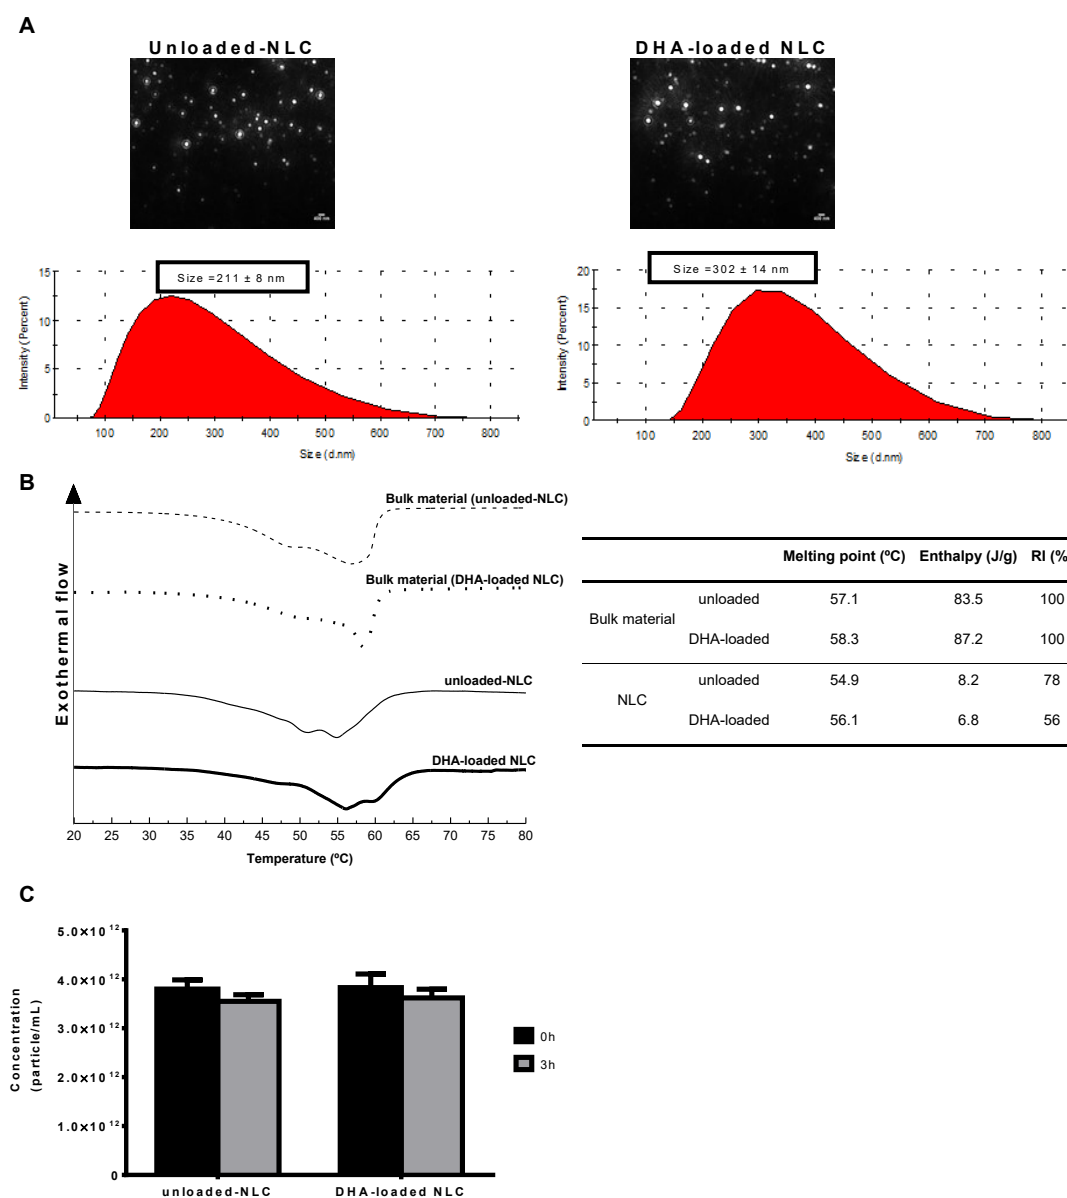 A
Unloaded-NLC
DHA-loaded NLC
Size =211 ± 8 nm
Intensity (Percent)
15
10
5
0
100 200 300 400 500 600 700 800
Size (d.nm)
Size =302 ± 14 nm
Intensity (Percent)
20
15
10
5
0
100 200 300 400 500 600 700 800
Size (d.nm)
B
Exothermal flow
Bulk material (unloaded-NLC)
Bulk material (DHA-loaded NLC)
unloaded-NLC
DHA-loaded NLC
20 25 30 35 40 45 50 55 60 65 70 75 80
Temperature (ºC)
Melting point (ºC) Enthalpy (J/g) RI (%
Bulk material
unloaded 57.1 83.5 100
DHA-loaded 58.3 87.2 100
NLC
unloaded 54.9 8.2 78
DHA-loaded 56.1 6.8 56
C
Concentration
(particle/mL)
5.0×10 12
4.0×10 12
3.0×10 12
2.0×10 12
1.0×10 12
0
unloaded-NLC DHA-loaded NLC
0h
3h